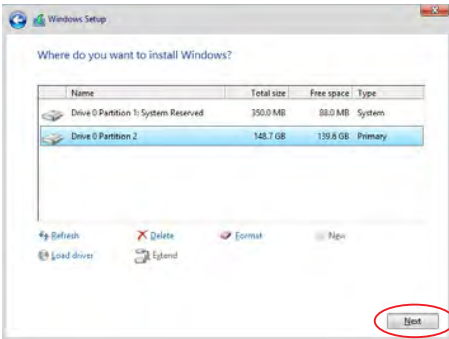 Windows Setup
Where do you want to install Windows?
Name Total size Free space Type
Drive 0 Partition 1: System Reserved 350.0 MB 88.0 MB System
Drive 0 Partition 2 148.7 GB 139.6 GB Primary
Refresh Delete Format New
Load driver Extend
Next